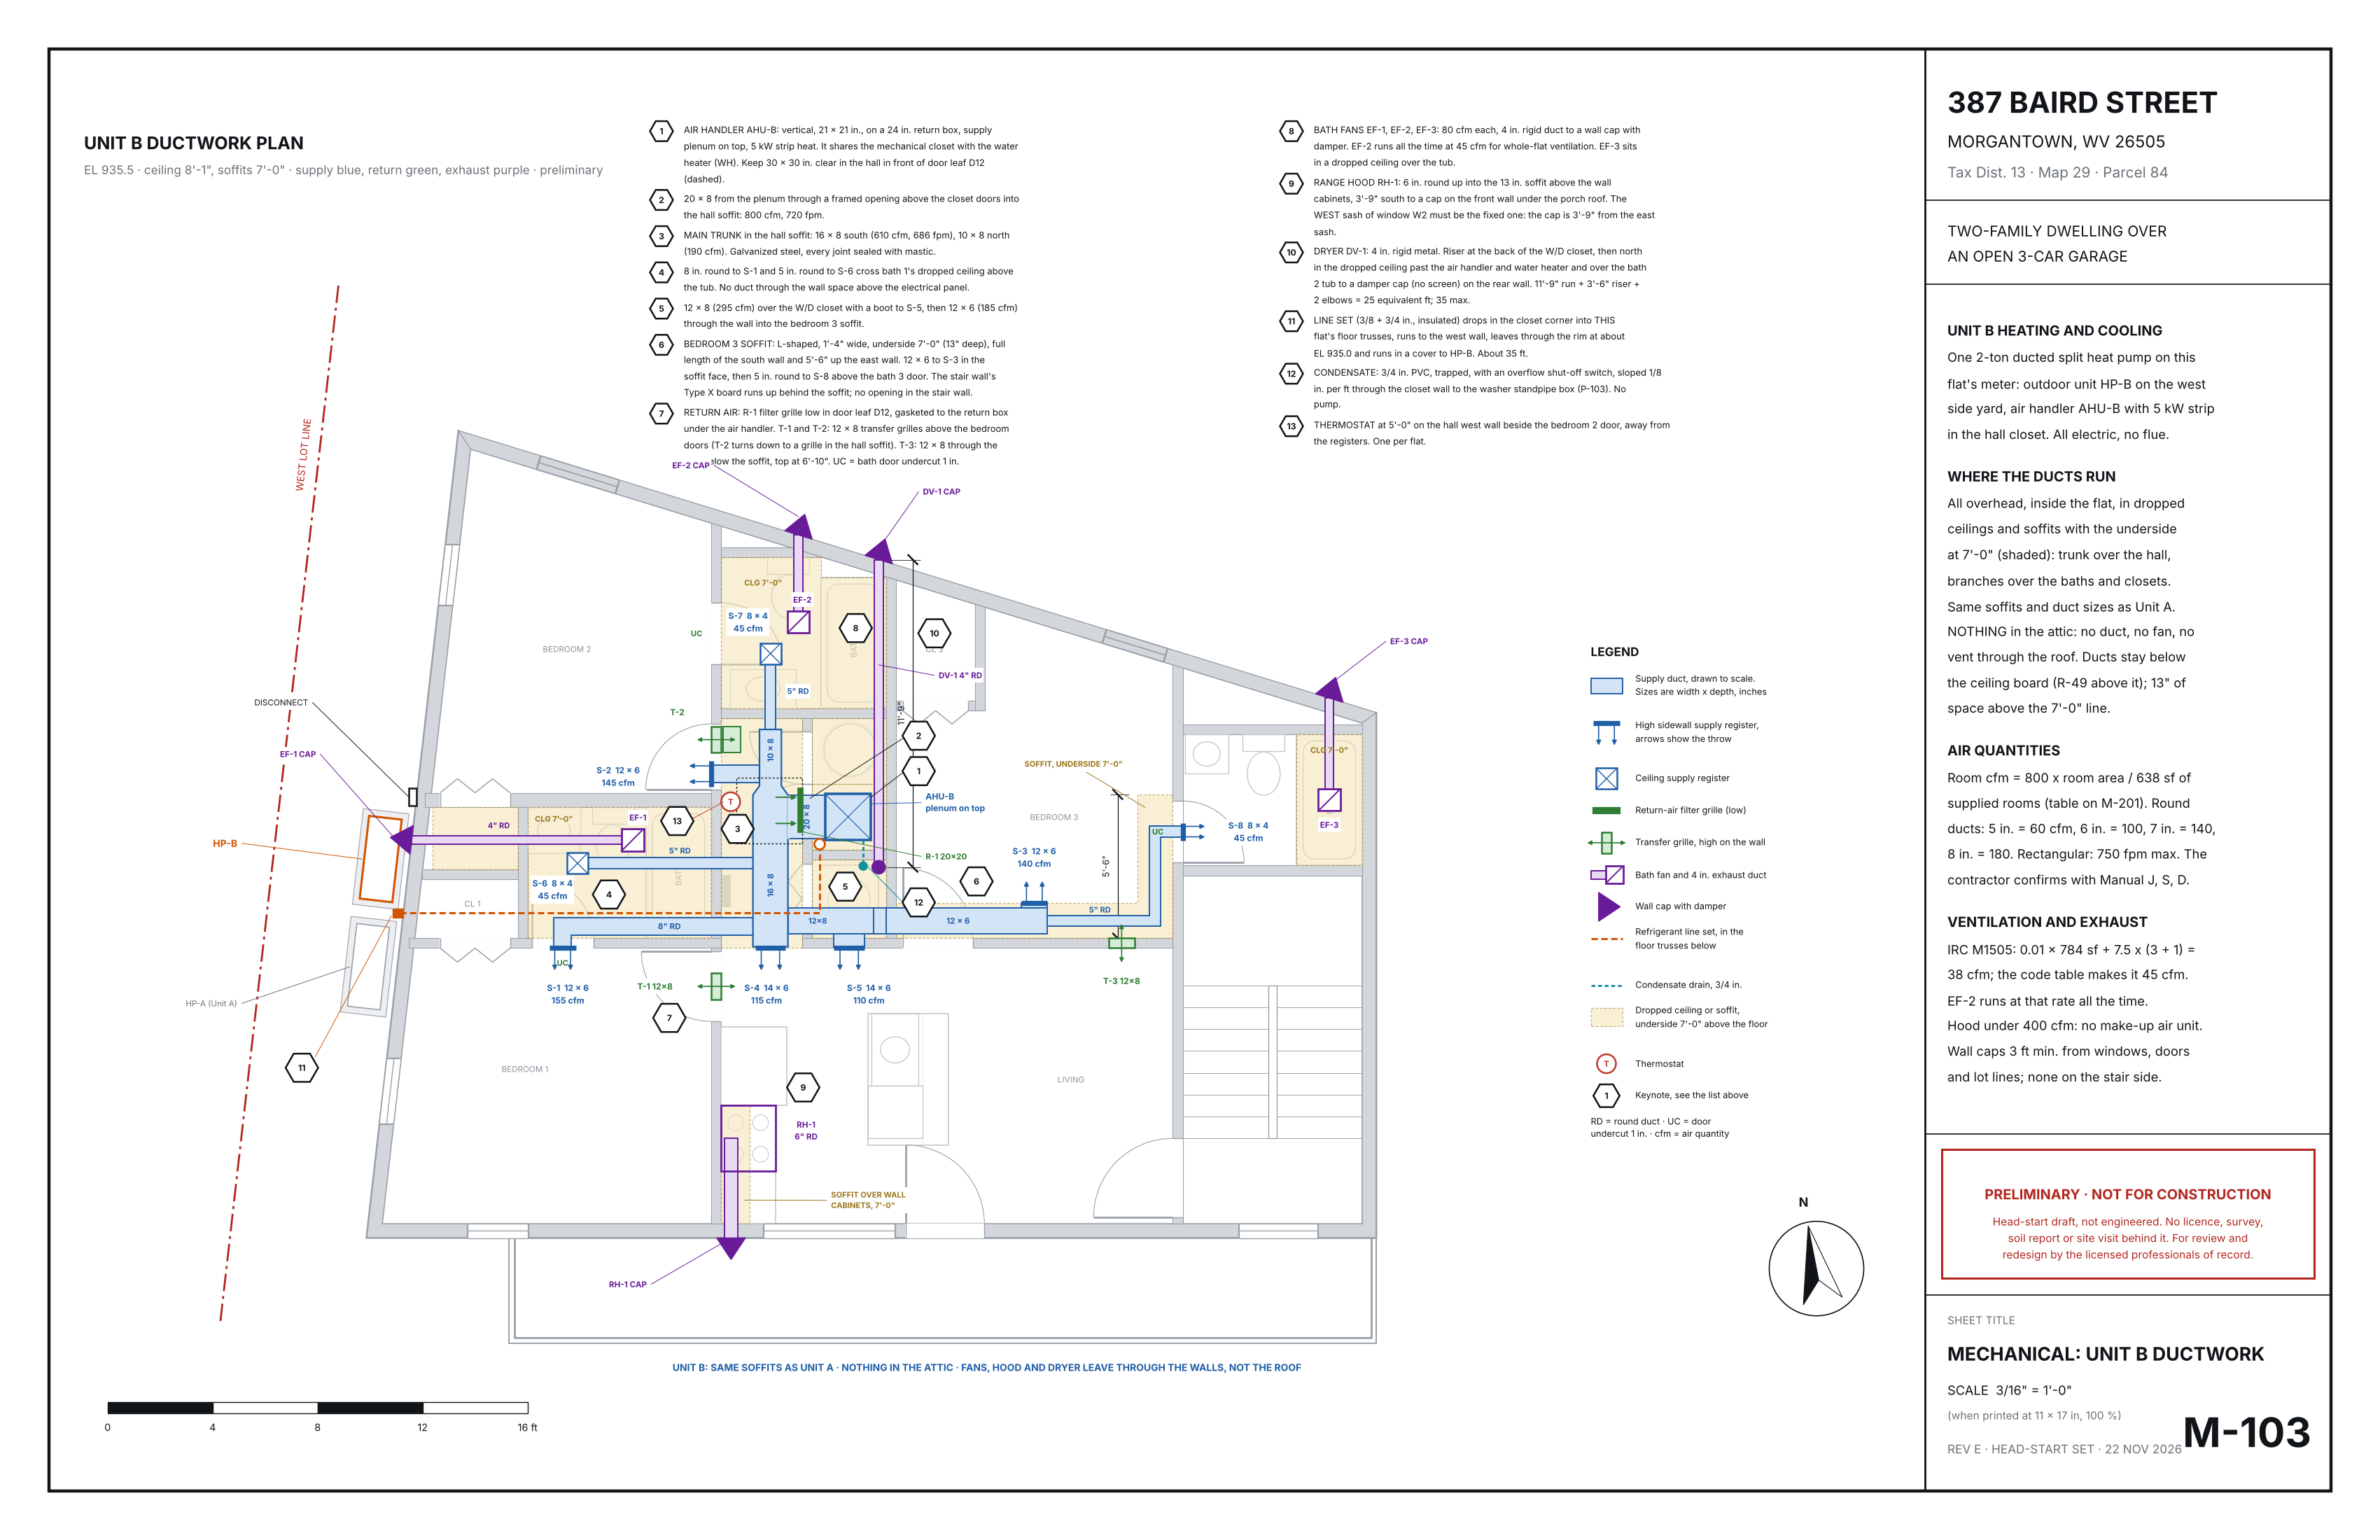 UNIT B DUCTWORK PLAN
EL 935.5 · ceiling 8'-1", soffits 7'-0" · supply blue, return green, exhaust purple · preliminary
1
AIR HANDLER AHU-B: vertical, 21 × 21 in., on a 24 in. return box, supply
plenum on top, 5 kW strip heat. It shares the mechanical closet with the water
heater (WH). Keep 30 × 30 in. clear in the hall in front of door leaf D12
(dashed).
2
20 × 8 from the plenum through a framed opening above the closet doors into
the hall soffit: 800 cfm, 720 fpm.
3
MAIN TRUNK in the hall soffit: 16 × 8 south (610 cfm, 686 fpm), 10 × 8 north
(190 cfm). Galvanized steel, every joint sealed with mastic.
4
8 in. round to S-1 and 5 in. round to S-6 cross bath 1's dropped ceiling above
the tub. No duct through the wall space above the electrical panel.
5
12 × 8 (295 cfm) over the W/D closet with a boot to S-5, then 12 × 6 (185 cfm)
through the wall into the bedroom 3 soffit.
6
BEDROOM 3 SOFFIT: L-shaped, 1'-4" wide, underside 7'-0" (13" deep), full
length of the south wall and 5'-6" up the east wall. 12 × 6 to S-3 in the
soffit face, then 5 in. round to S-8 above the bath 3 door. The stair wall's
Type X board runs up behind the soffit; no opening in the stair wall.
7
RETURN AIR: R-1 filter grille low in door leaf D12, gasketed to the return box
under the air handler. T-1 and T-2: 12 × 8 transfer grilles above the bedroom
doors (T-2 turns down to a grille in the hall soffit). T-3: 12 × 8 through the
low the soffit, top at 6'-10". UC = bath door undercut 1 in.
8
BATH FANS EF-1, EF-2, EF-3: 80 cfm each, 4 in. rigid duct to a wall cap with
damper. EF-2 runs all the time at 45 cfm for whole-flat ventilation. EF-3 sits
in a dropped ceiling over the tub.
9
RANGE HOOD RH-1: 6 in. round up into the 13 in. soffit above the wall
cabinets, 3'-9" south to a cap on the front wall under the porch roof. The
WEST sash of window W2 must be the fixed one: the cap is 3'-9" from the east
sash.
10
DRYER DV-1: 4 in. rigid metal. Riser at the back of the W/D closet, then north
in the dropped ceiling past the air handler and water heater and over the bath
2 tub to a damper cap (no screen) on the rear wall. 11'-9" run + 3'-6" riser +
2 elbows = 25 equivalent ft; 35 max.
11
LINE SET (3/8 + 3/4 in., insulated) drops in the closet corner into THIS
flat's floor trusses, runs to the west wall, leaves through the rim at about
EL 935.0 and runs in a cover to HP-B. About 35 ft.
12
CONDENSATE: 3/4 in. PVC, trapped, with an overflow shut-off switch, sloped 1/8
in. per ft through the closet wall to the washer standpipe box (P-103). No
pump.
13
THERMOSTAT at 5'-0" on the hall west wall beside the bedroom 2 door, away from
the registers. One per flat.
WEST LOT LINE
EF-2 CAP
DV-1 CAP
EF-3 CAP
CLG 7'-0"
EF-2
S-7 8 × 4
45 cfm
UC
8
10
BEDROOM 2
DV-1 4" RD
5" RD
11'-9"
T-2
DISCONNECT
EF-1 CAP
2
1
10 × 8
S-2 12 × 6
145 cfm
SOFFIT, UNDERSIDE 7'-0"
CLG 7'-0"
AHU-B
plenum on top
T
20 × 8
13
3
BEDROOM 3
CLG 7'-0"
EF-1
4" RD
UC
S-8 8 × 4
45 cfm
EF-3
HP-B
5" RD
R-1 20×20
S-3 12 × 6
140 cfm
5'-6"
S-6 8 × 4
45 cfm
4
5
6
12
16 × 8
CL 1
8" RD
12×8
12 × 6
5" RD
UC
S-1 12 × 6
155 cfm
T-1 12×8
S-4 14 × 6
115 cfm
S-5 14 × 6
110 cfm
T-3 12×8
HP-A (Unit A)
7
11
BEDROOM 1
9
LIVING
RH-1
6" RD
SOFFIT OVER WALL
CABINETS, 7'-0"
RH-1 CAP
UNIT B: SAME SOFFITS AS UNIT A · NOTHING IN THE ATTIC · FANS, HOOD AND DRYER LEAVE THROUGH THE WALLS, NOT THE ROOF
0 4 8 12 16 ft
LEGEND
Supply duct, drawn to scale.
Sizes are width x depth, inches
High sidewall supply register,
arrows show the throw
Ceiling supply register
Return-air filter grille (low)
Transfer grille, high on the wall
Bath fan and 4 in. exhaust duct
Wall cap with damper
Refrigerant line set, in the
floor trusses below
Condensate drain, 3/4 in.
Dropped ceiling or soffit,
underside 7'-0" above the floor
T
Thermostat
1
Keynote, see the list above
RD = round duct · UC = door
undercut 1 in. · cfm = air quantity
N
387 BAIRD STREET
MORGANTOWN, WV 26505
Tax Dist. 13 · Map 29 · Parcel 84
TWO-FAMILY DWELLING OVER
AN OPEN 3-CAR GARAGE
UNIT B HEATING AND COOLING
One 2-ton ducted split heat pump on this
flat's meter: outdoor unit HP-B on the west
side yard, air handler AHU-B with 5 kW strip
in the hall closet. All electric, no flue.
WHERE THE DUCTS RUN
All overhead, inside the flat, in dropped
ceilings and soffits with the underside
at 7'-0" (shaded): trunk over the hall,
branches over the baths and closets.
Same soffits and duct sizes as Unit A.
NOTHING in the attic: no duct, no fan, no
vent through the roof. Ducts stay below
the ceiling board (R-49 above it); 13" of
space above the 7'-0" line.
AIR QUANTITIES
Room cfm = 800 x room area / 638 sf of
supplied rooms (table on M-201). Round
ducts: 5 in. = 60 cfm, 6 in. = 100, 7 in. = 140,
8 in. = 180. Rectangular: 750 fpm max. The
contractor confirms with Manual J, S, D.
VENTILATION AND EXHAUST
IRC M1505: 0.01 × 784 sf + 7.5 x (3 + 1) =
38 cfm; the code table makes it 45 cfm.
EF-2 runs at that rate all the time.
Hood under 400 cfm: no make-up air unit.
Wall caps 3 ft min. from windows, doors
and lot lines; none on the stair side.
PRELIMINARY · NOT FOR CONSTRUCTION
Head-start draft, not engineered. No licence, survey,
soil report or site visit behind it. For review and
redesign by the licensed professionals of record.
SHEET TITLE
MECHANICAL: UNIT B DUCTWORK
SCALE 3/16" = 1'-0"
(when printed at 11 × 17 in, 100 %)
REV E · HEAD-START SET · 22 NOV 2026
M-103